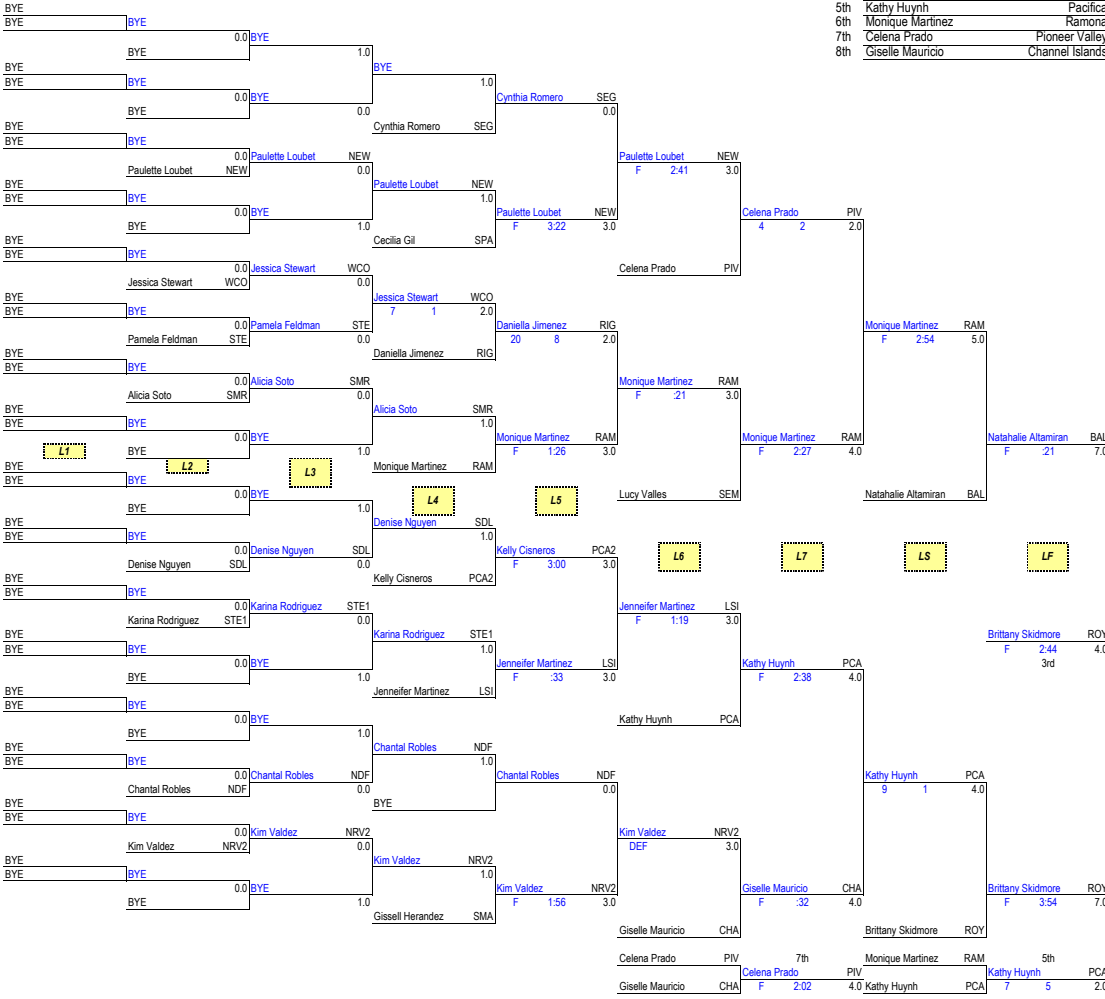 BYE 5th Kathy Huynh Pacifica
BYE BYE 6th Monique Martinez Ramona
0.0 BYE 7th Celena Prado Pioneer Valley
BYE 1.0 8th Giselle Mauricio Channel Islands
BYE BYE
BYE BYE 1.0
0.0 BYE Cynthia Romero SEG
BYE 0.0 0.0
BYE Cynthia Romero SEG
BYE BYE
0.0 Paulette Loubet NEW Paulette Loubet NEW
Paulette Loubet NEW 0.0 F 2:41 3.0
BYE Paulette Loubet NEW
BYE BYE 1.0
0.0 BYE Paulette Loubet NEW Celena Prado PIV
BYE 1.0 F 3:22 3.0 4 2 2.0
BYE Cecilia Gil SPA
BYE BYE
0.0 Jessica Stewart WCO Celena Prado PIV
Jessica Stewart WCO 0.0
BYE Jessica Stewart WCO
BYE BYE 7 1 2.0
0.0 Pamela Feldman STE Daniella Jimenez RIG Monique Martinez RAM
Pamela Feldman STE 0.0 20 8 2.0 F 2:54 5.0
BYE Daniella Jimenez RIG
BYE BYE
0.0 Alicia Soto SMR Monique Martinez RAM
Alicia Soto SMR 0.0 F :21 3.0
BYE Alicia Soto SMR
BYE BYE 1.0
0.0 BYE Monique Martinez RAM Monique Martinez RAM Natahalie Altamiran BAL
L1 BYE 1.0 F 1:26 3.0 F 2:27 4.0 F :21 7.0
BYE L2 L3 Monique Martinez RAM
BYE BYE
0.0 BYE L4 L5 Lucy Valles SEM Natahalie Altamiran BAL
BYE 1.0
BYE Denise Nguyen SDL
BYE BYE 1.0
0.0 Denise Nguyen SDL Kelly Cisneros PCA2 L6 L7 LS LF
Denise Nguyen SDL 0.0 F 3:00 3.0
BYE Kelly Cisneros PCA2
BYE BYE
0.0 Karina Rodriguez STE1 Jenneifer Martinez LSI
Karina Rodriguez STE1 0.0 F 1:19 3.0
BYE Karina Rodriguez STE1 Brittany Skidmore ROY
BYE BYE 1.0 F 2:44 4.0
0.0 BYE Jenneifer Martinez LSI Kathy Huynh PCA 3rd
BYE 1.0 F :33 3.0 F 2:38 4.0
BYE Jenneifer Martinez LSI
BYE BYE
0.0 BYE Kathy Huynh PCA
BYE 1.0
BYE Chantal Robles NDF
BYE BYE 1.0
0.0 Chantal Robles NDF Chantal Robles NDF Kathy Huynh PCA
Chantal Robles NDF 0.0 0.0 9 1 4.0
BYE BYE
BYE BYE
0.0 Kim Valdez NRV2 Kim Valdez NRV2
Kim Valdez NRV2 0.0 DEF 3.0
BYE Kim Valdez NRV2
BYE BYE 1.0
0.0 BYE Kim Valdez NRV2 Giselle Mauricio CHA Brittany Skidmore ROY
BYE 1.0 F 1:56 3.0 F :32 4.0 F 3:54 7.0
Gissell Herandez SMA
Giselle Mauricio CHA Brittany Skidmore ROY
Celena Prado PIV 7th Monique Martinez RAM 5th
Celena Prado PIV Kathy Huynh PCA
Giselle Mauricio CHA F 2:02 4.0 Kathy Huynh PCA 7 5 2.0